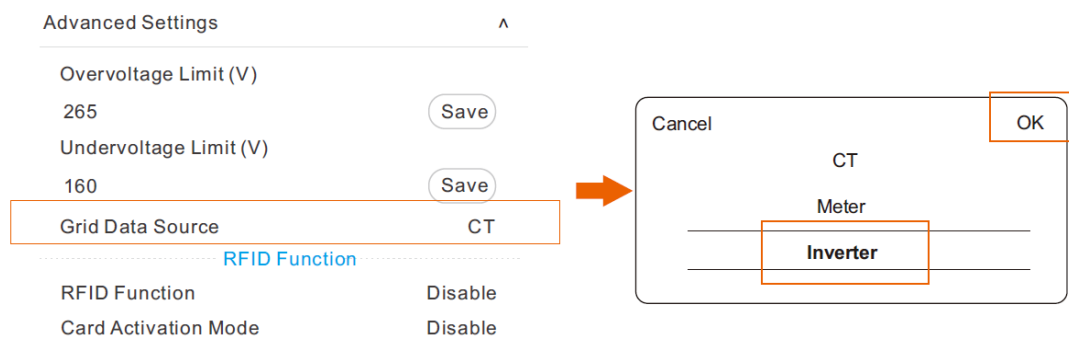 Advanced Settings ^
Overvoltage Limit (V)
265 Save
Undervoltage Limit (V)
160 Save
Grid Data Source CT
RFID Function
RFID Function Disable
Card Activation Mode Disable
Cancel OK
CT
Meter
Inverter